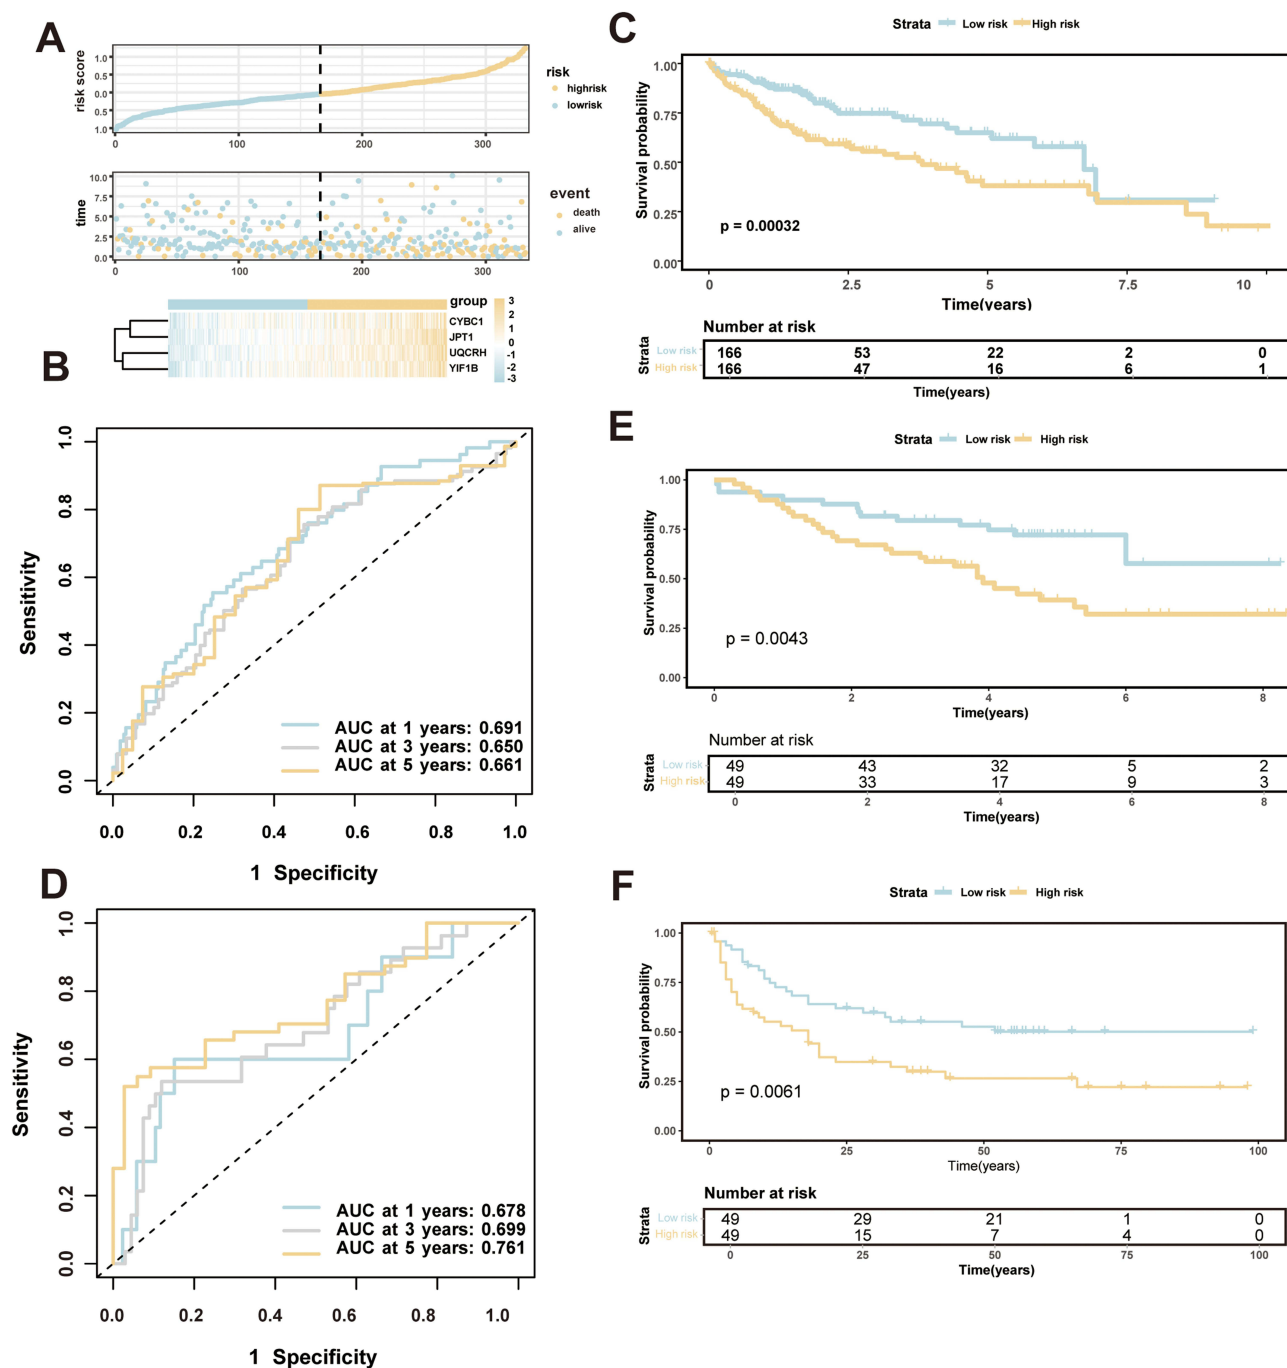 A
risk score
1.0
0.5
0.0
0.5
1.0
0 100 200 300
risk
highrisk
lowrisk
time
10.0
7.5
5.0
2.5
0.0
0 100 200 300
event
death
alive
group
CYBC1
JPT1
UQCRH
YIF1B
3
2
1
0
-1
-2
-3
B
Sensitivity
1.0
0.8
0.6
0.4
0.2
0.0
AUC at 1 years: 0.691
AUC at 3 years: 0.650
AUC at 5 years: 0.661
0.0 0.2 0.4 0.6 0.8 1.0
1 Specificity
C
Strata Low risk High risk
Survival probability
1.00
0.75
0.50
0.25
0.00
p = 0.00032
0 2.5 5 7.5 10
Time(years)
Number at risk
Strata
Low risk 166 53 22 2 0
High risk 166 47 16 6 1
Time(years)
D
Sensitivity
1.0
0.8
0.6
0.4
0.2
0.0
AUC at 1 years: 0.678
AUC at 3 years: 0.699
AUC at 5 years: 0.761
0.0 0.2 0.4 0.6 0.8 1.0
1 Specificity
E
Strata Low risk High risk
Survival probability
1.00
0.75
0.50
0.25
0.00
p = 0.0043
0 2 4 6 8
Time(years)
Number at risk
Strata
Low risk 49 43 32 5 2
High risk 49 33 17 9 3
0 2 4 6 8
Time(years)
F
Strata Low risk High risk
Survival probability
1.00
0.75
0.50
0.25
0.00
p = 0.0061
0 25 50 75 100
Time(years)
Number at risk
Strata
Low risk 49 29 21 1 0
High risk 49 15 7 4 0
0 25 50 75 100
Time(years)